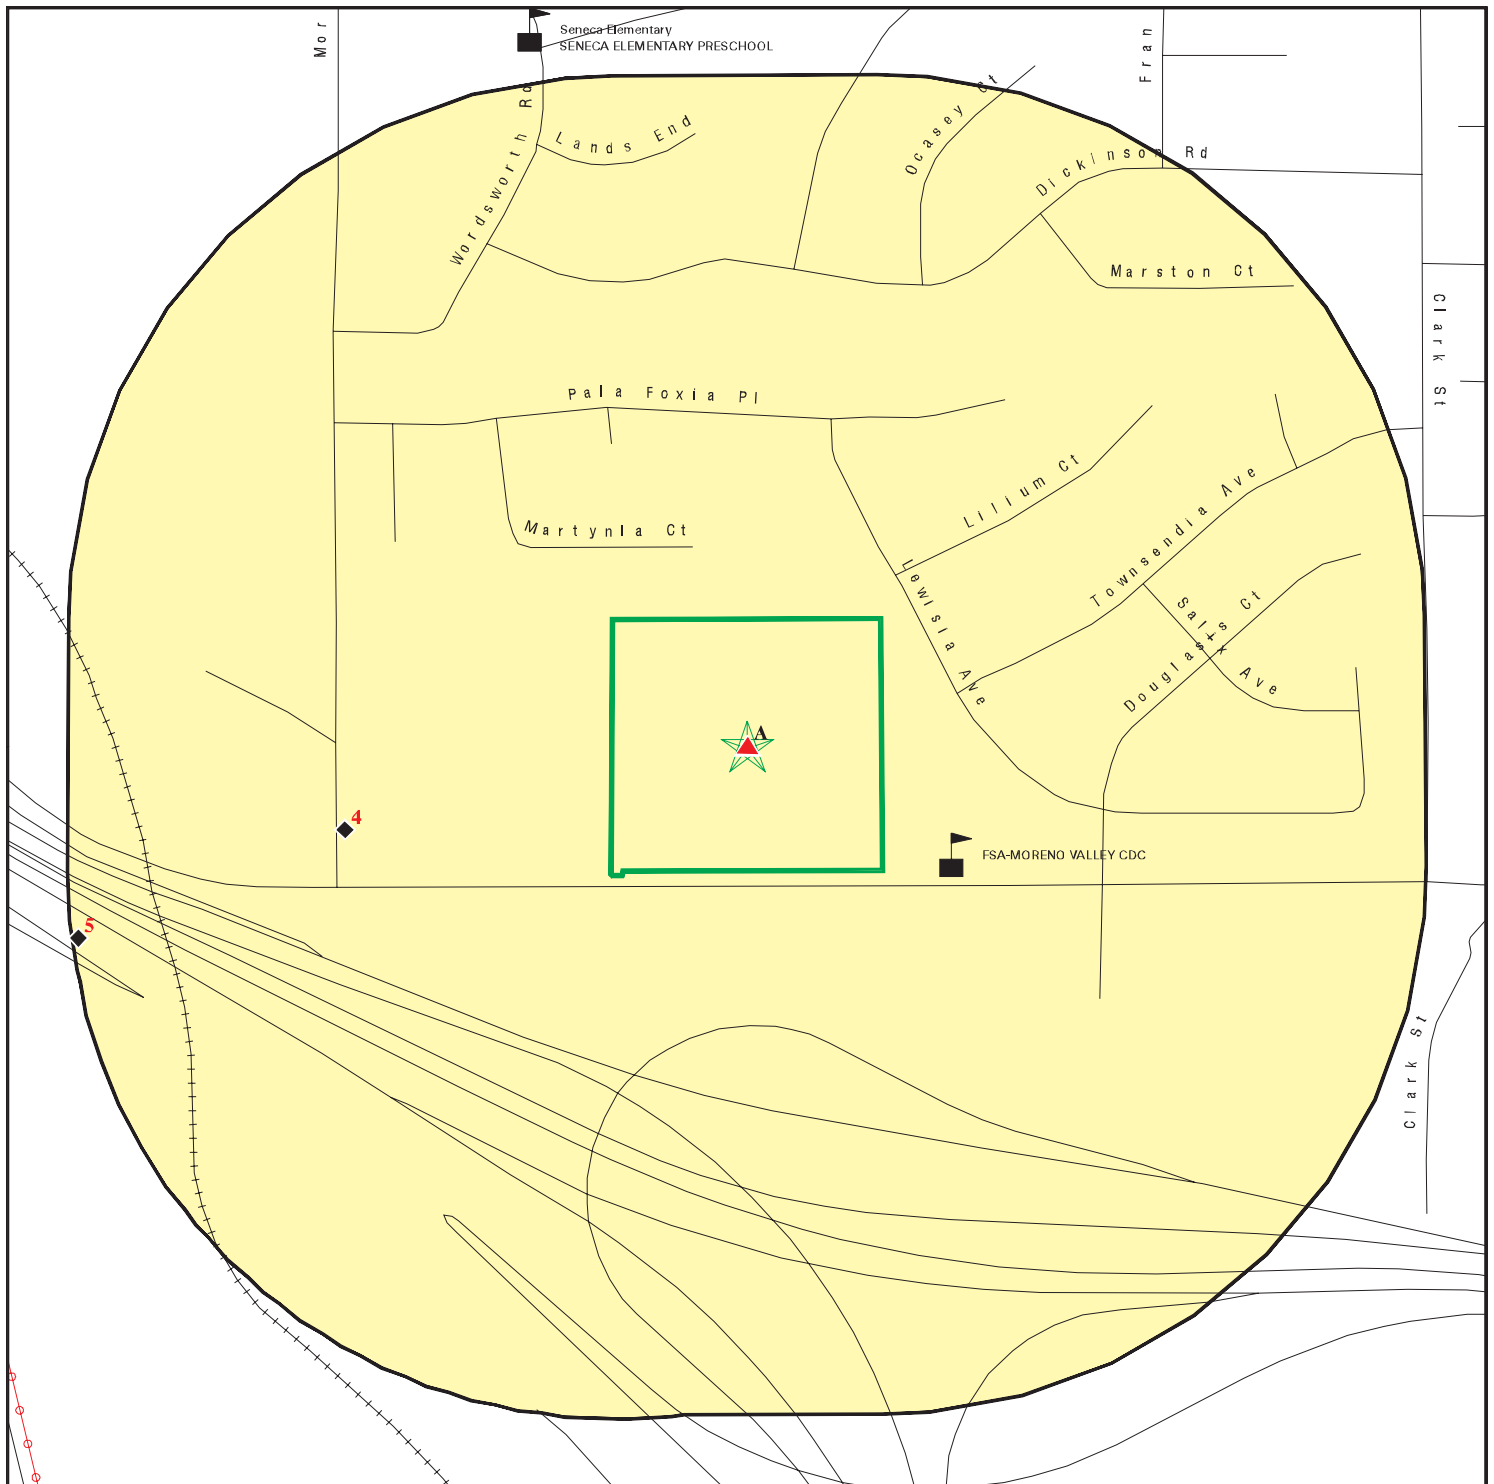 Mor
Seneca Elementary
SENECA ELEMENTARY PRESCHOOL
Fran
Wordsworth Rd
Lands End
Ocasey Ct
Dickinson Rd
Marston Ct
Clark St
Pala Foxia Pl
Lilium Ct
Townsendia Ave
Martynia Ct
Lewisia Ave
Salix Ave
Douglas Ct
A
4
FSA-MORENO VALLEY CDC
5
Clark St